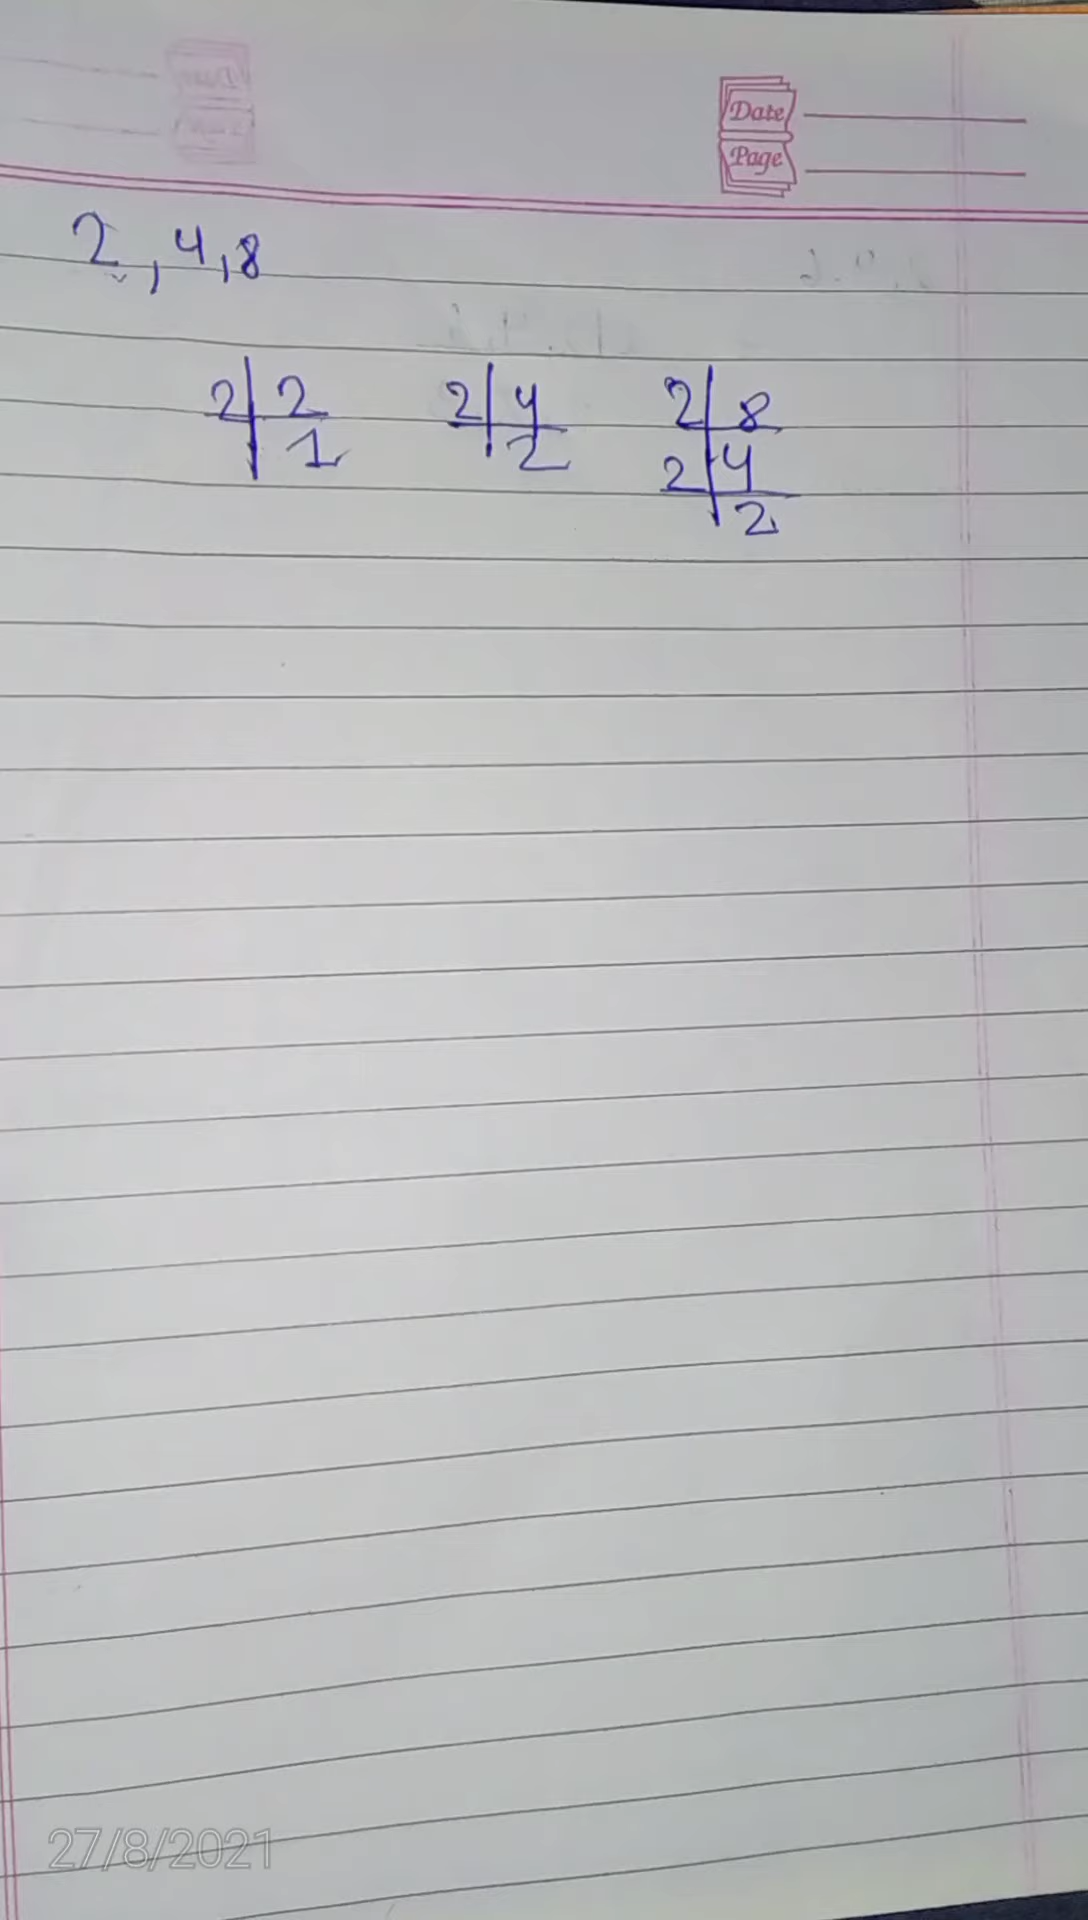 Date
Page
2, 4, 8
2 2 2 4 2 8
1 2 2 4
2
27/8/2021